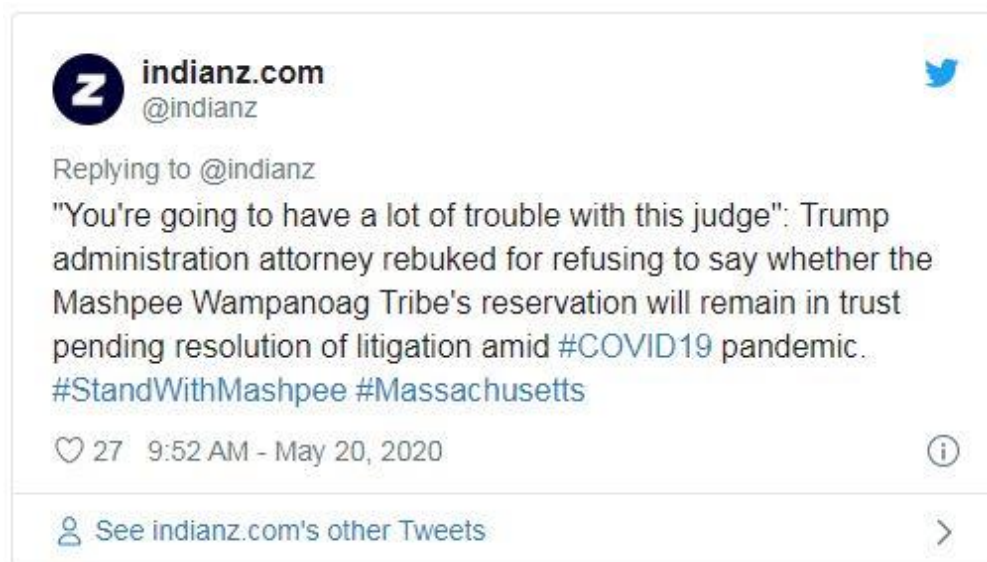 Z
indianz.com
@indianz
Replying to @indianz
"You're going to have a lot of trouble with this judge": Trump
administration attorney rebuked for refusing to say whether the
Mashpee Wampanoag Tribe's reservation will remain in trust
pending resolution of litigation amid #COVID19 pandemic.
#StandWithMashpee #Massachusetts
27 9:52 AM - May 20, 2020
See indianz.com's other Tweets